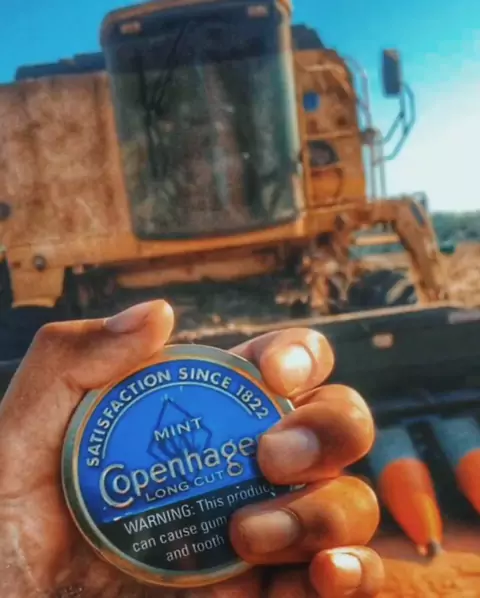 SATISFACTION SINCE 1822
MINT
Copenhage
LONG CUT
WARNING: This produc
can cause gum
and tooth